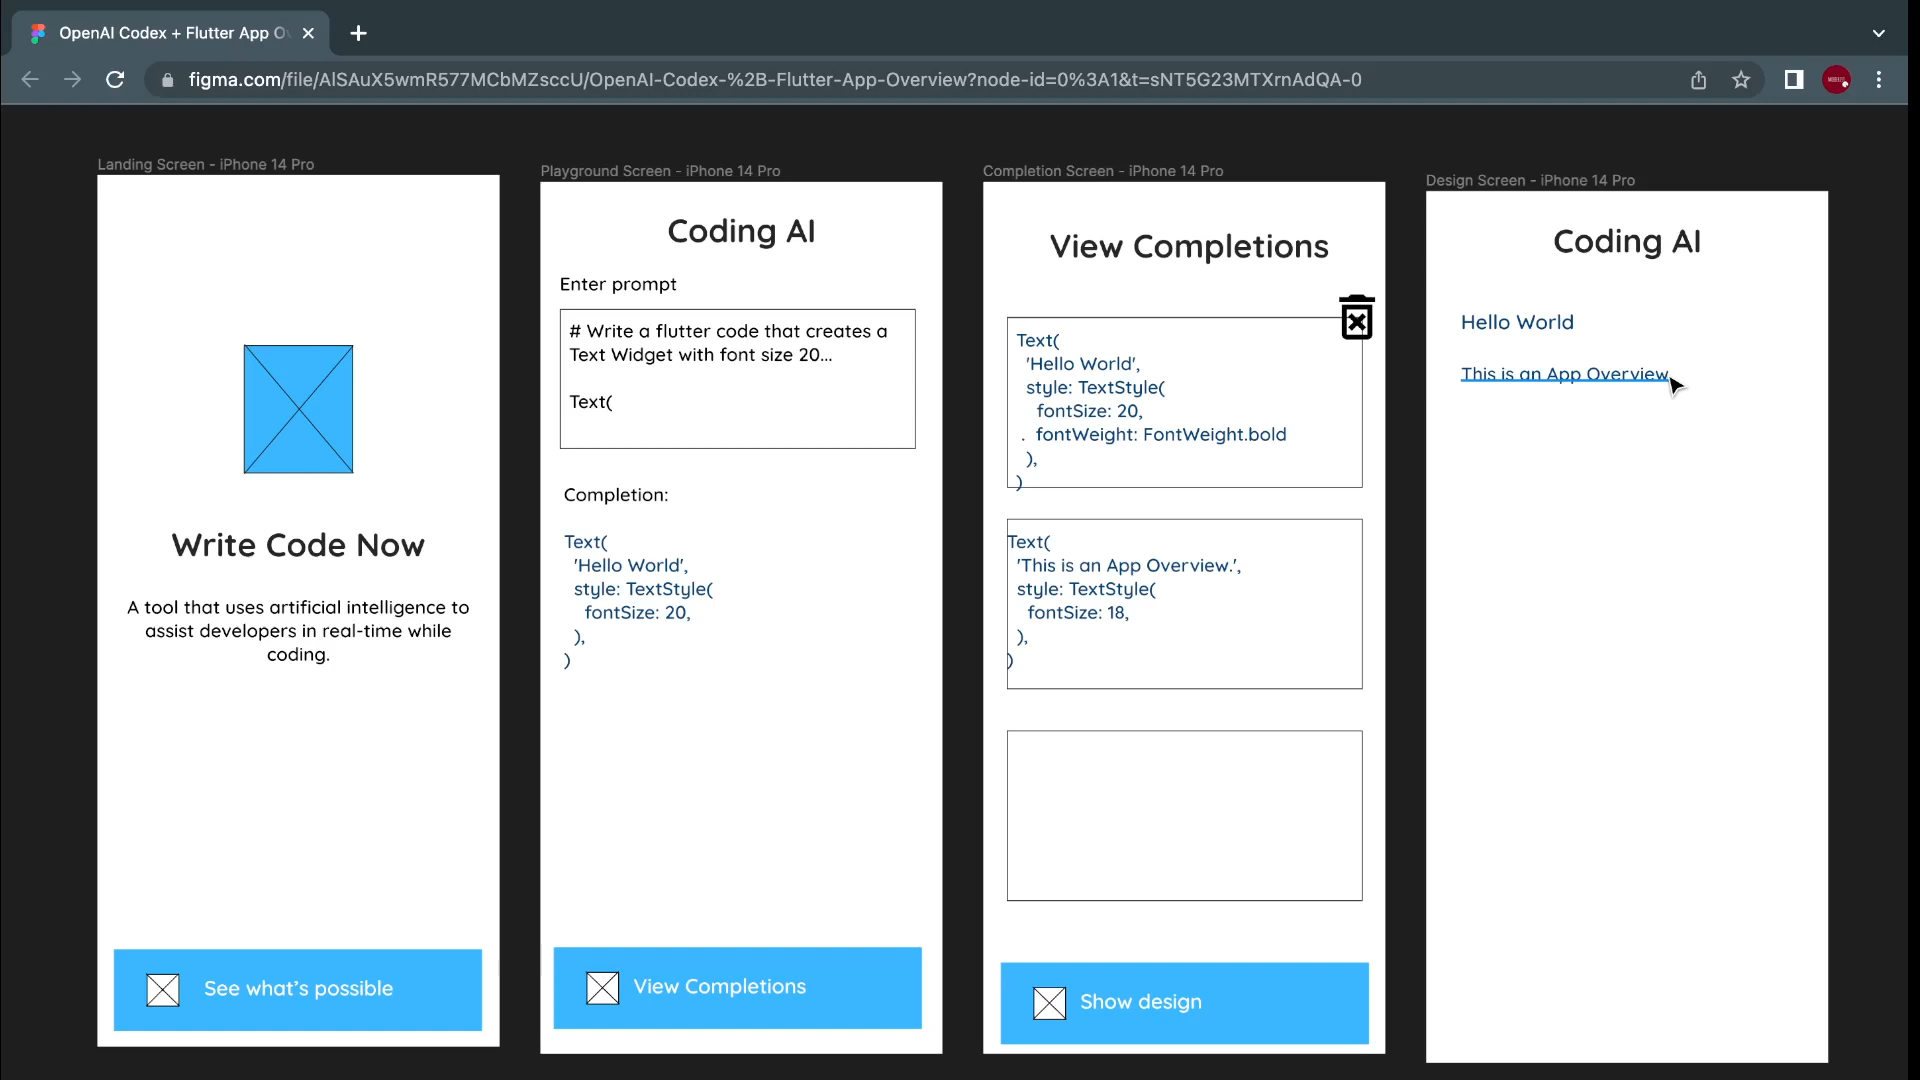 OpenAI Codex + Flutter App O
figma.com/file/AlSAuX5wmR577MCbMZsccU/OpenAI-Codex-%2B-Flutter-App-Overview?node-id=0%3A1&t=sNT5G23MTXrnAdQA-0
Landing Screen - iPhone 14 Pro
Write Code Now
A tool that uses artificial intelligence to
assist developers in real-time while
coding.
See what's possible
Playground Screen - iPhone 14 Pro
Coding AI
Enter prompt
# Write a flutter code that creates a
Text Widget with font size 20...
Text(
Completion:
Text(
'Hello World',
style: TextStyle(
fontSize: 20,
),
)
View Completions
Completion Screen - iPhone 14 Pro
View Completions
Text(
'Hello World',
style: TextStyle(
fontSize: 20,
. fontWeight: FontWeight.bold
),
)
Text(
'This is an App Overview.',
style: TextStyle(
fontSize: 18,
),
)
Show design
Design Screen - iPhone 14 Pro
Coding AI
Hello World
This is an App Overview